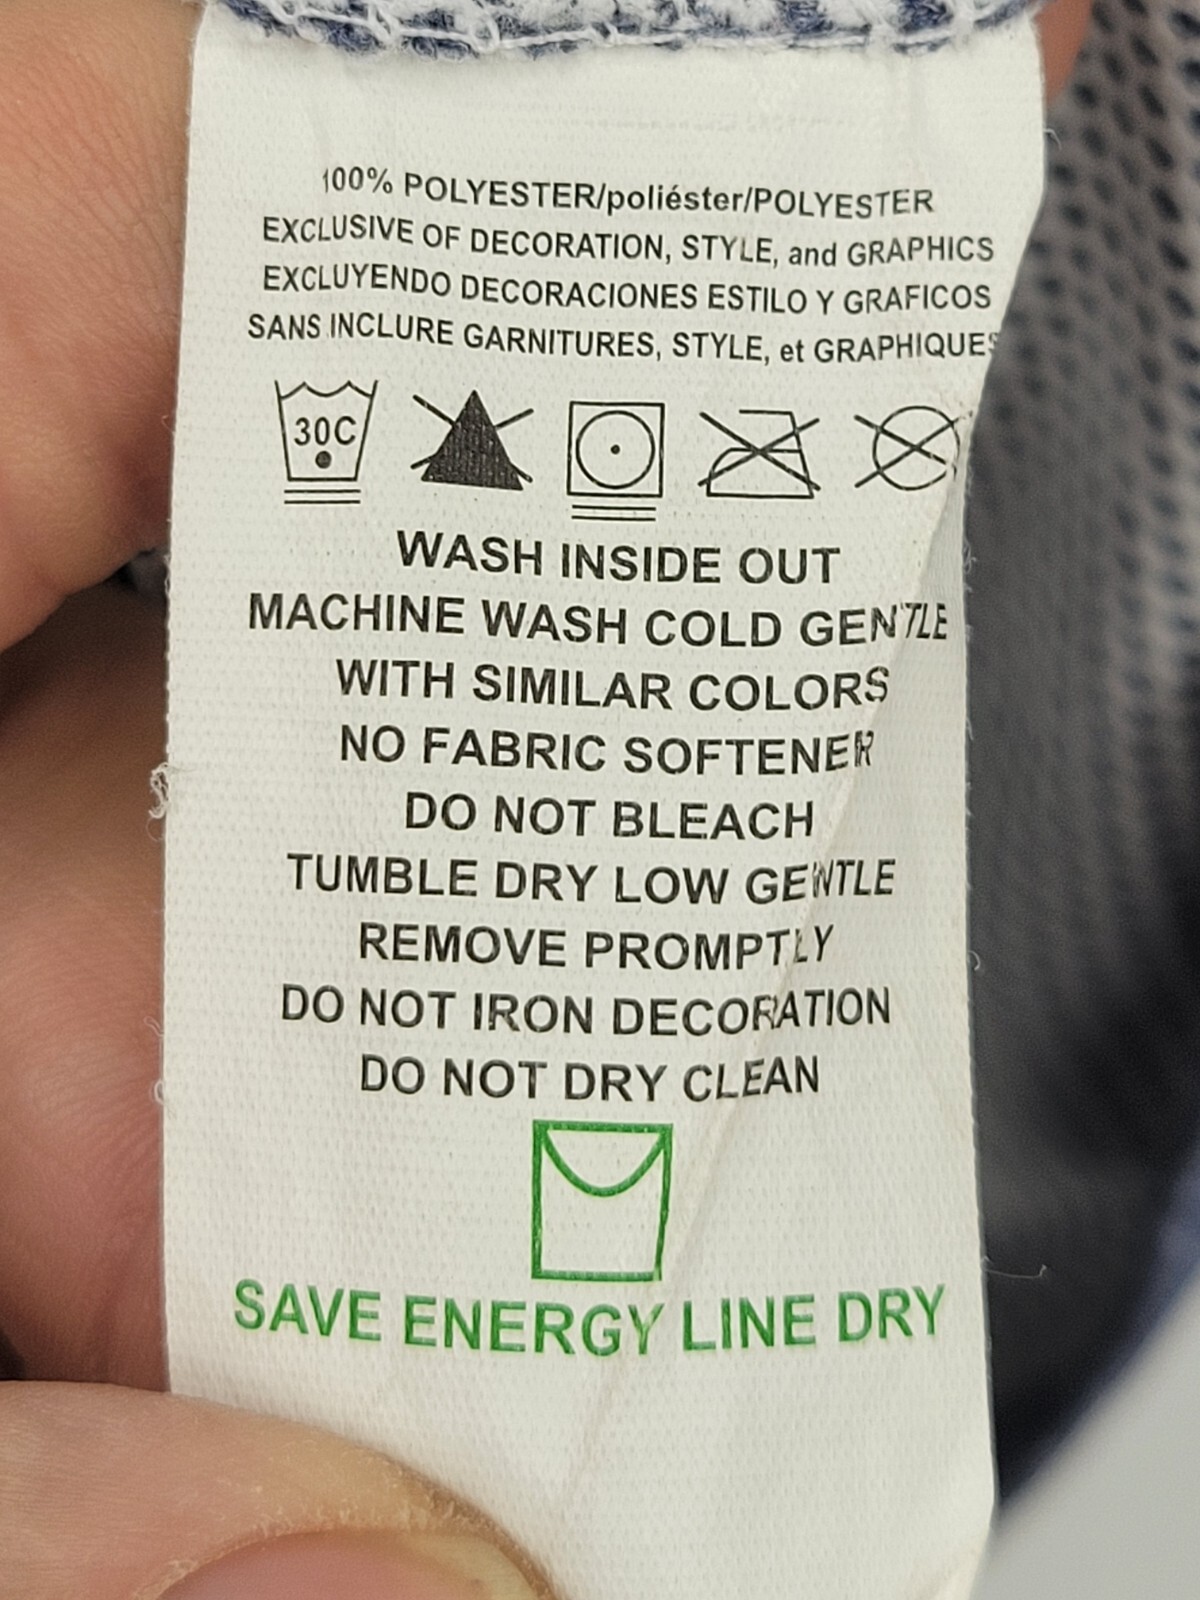 100% POLYESTER/poliéster/POLYESTER
EXCLUSIVE OF DECORATION, STYLE, and GRAPHICS
EXCLUYENDO DECORACIONES ESTILO Y GRAFICOS
SANS INCLURE GARNITURES, STYLE, et GRAPHIQUES
30C
WASH INSIDE OUT
MACHINE WASH COLD GENTLE
WITH SIMILAR COLORS
NO FABRIC SOFTENER
DO NOT BLEACH
TUMBLE DRY LOW GENTLE
REMOVE PROMPTLY
DO NOT IRON DECORATION
DO NOT DRY CLEAN
SAVE ENERGY LINE DRY